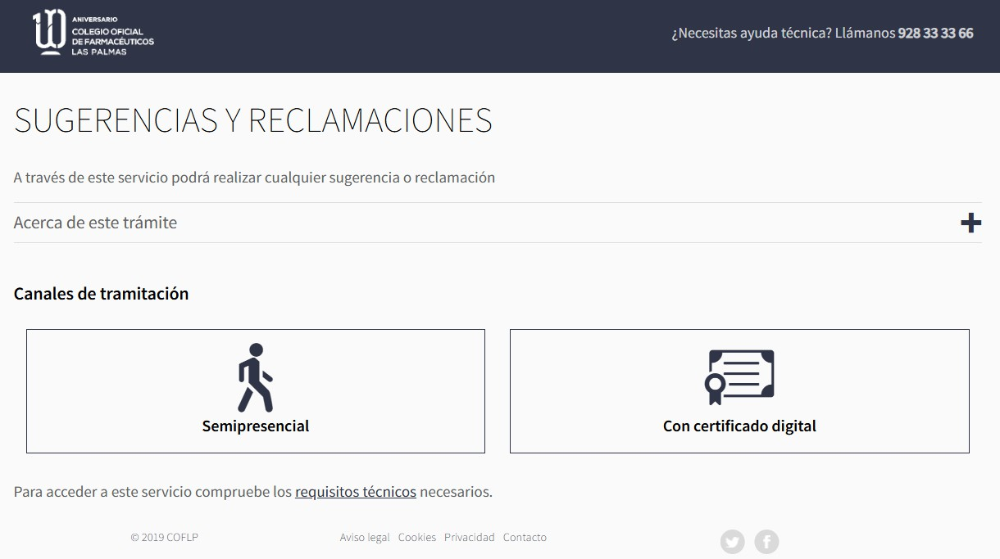 100
ANIVERSARIO
COLEGIO OFICIAL
DE FARMACÉUTICOS
LAS PALMAS
¿Necesitas ayuda técnica? Llámanos 928 33 33 66
SUGERENCIAS Y RECLAMACIONES
A través de este servicio podrá realizar cualquier sugerencia o reclamación
Acerca de este trámite
Canales de tramitación
Semipresencial
Con certificado digital
Para acceder a este servicio compruebe los requisitos técnicos necesarios.
© 2019 COFLP
Aviso legal Cookies Privacidad Contacto